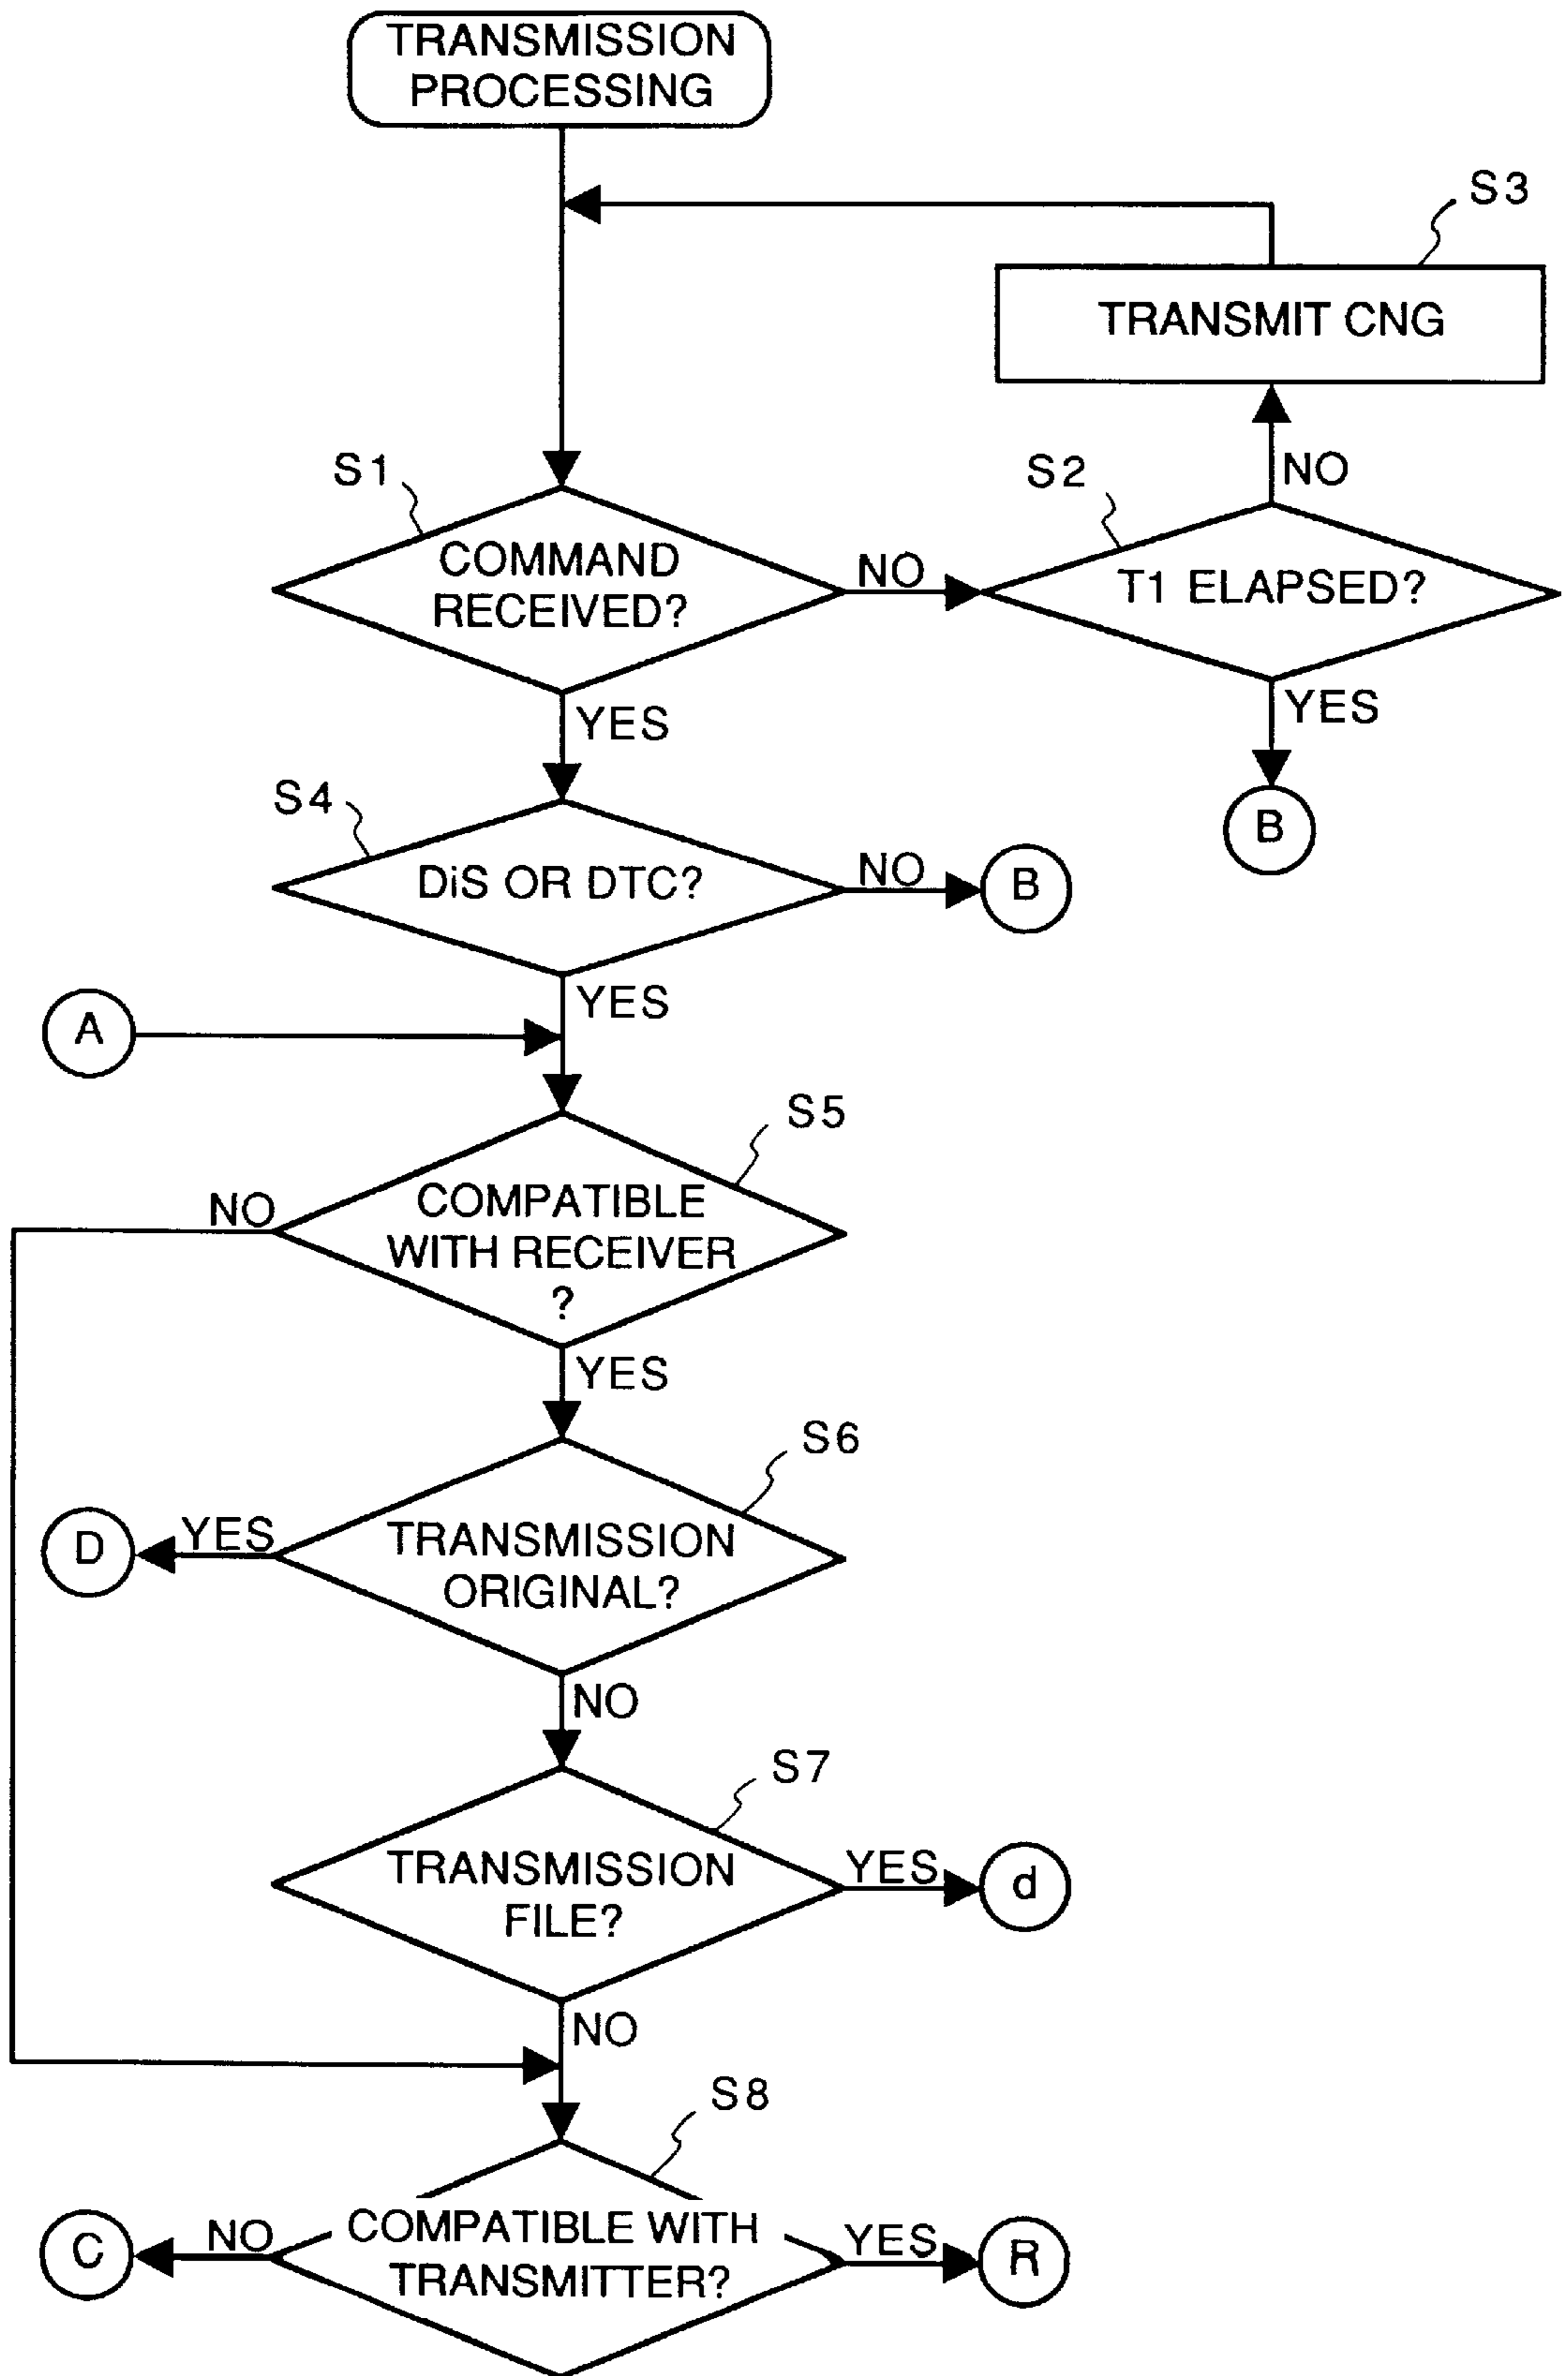 TRANSMISSION
PROCESSING
S3
TRANSMIT CNG
NO
S2
T1 ELAPSED?
YES
B
S1
COMMAND
RECEIVED?
NO
YES
S4
DiS OR DTC?
NO
B
YES
A
S5
COMPATIBLE
WITH RECEIVER
?
NO
YES
S6
TRANSMISSION
ORIGINAL?
YES
D
NO
S7
TRANSMISSION
FILE?
YES
d
NO
S8
COMPATIBLE WITH
TRANSMITTER?
NO
C
YES
R